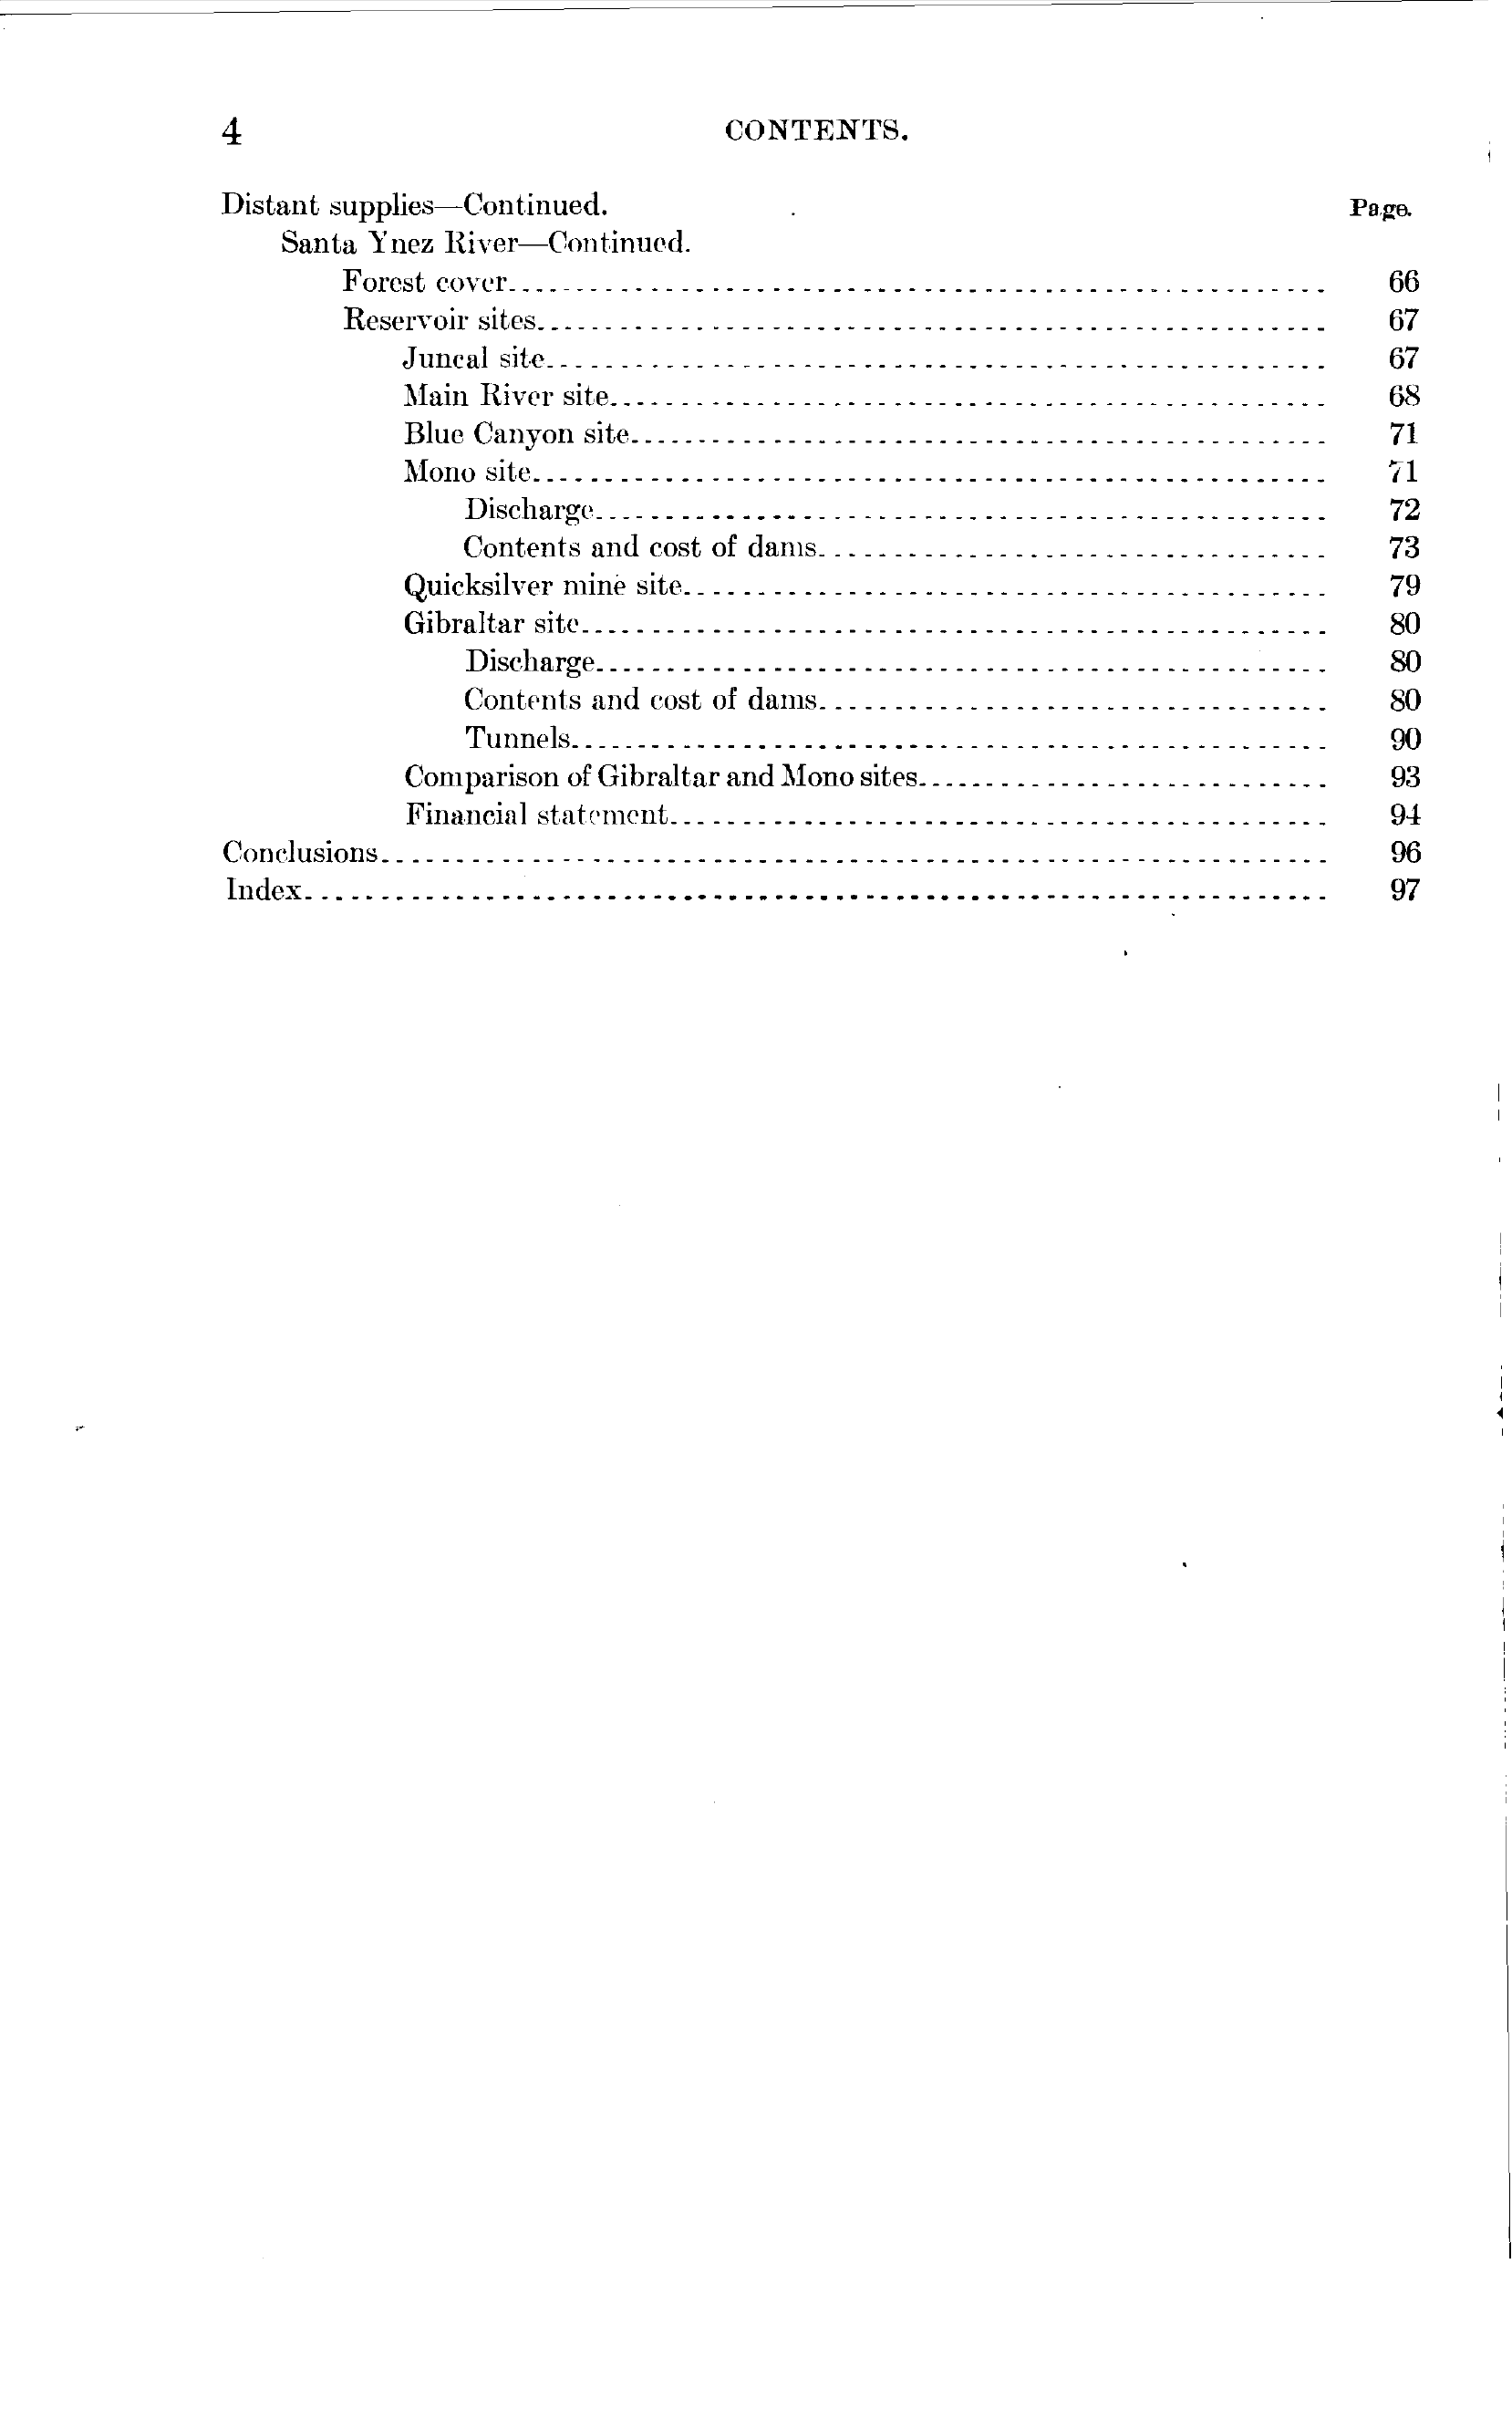 4 CONTENTS.
Distant supplies—Continued. Page.
Santa Ynez River—Continued.
Forest cover 66
Reservoir sites 67
Juncal site 67
Main River site 68
Blue Canyon site 71
Mono site 71
Discharge 72
Contents and cost of dams 73
Quicksilver mine site 79
Gibraltar site 80
Discharge 80
Contents and cost of dams 80
Tunnels 90
Comparison of Gibraltar and Mono sites 93
Financial statement 94
Conclusions 96
Index 97